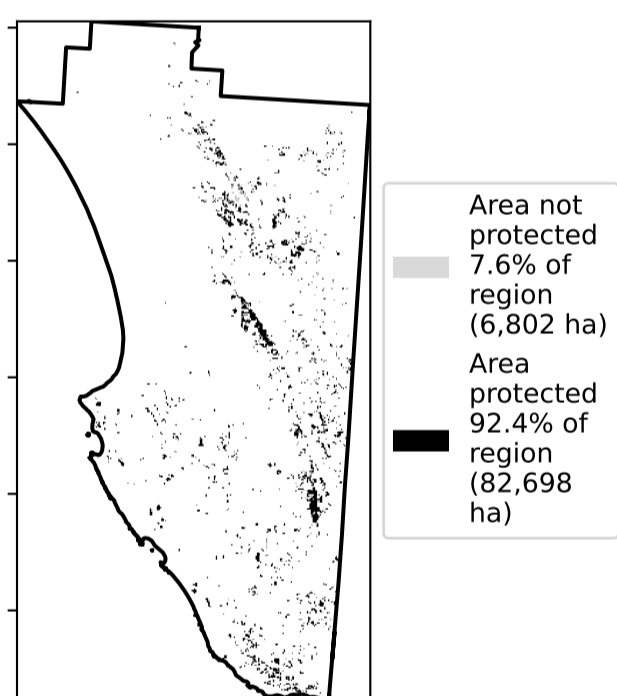 Area not
protected
7.6% of
region
(6,802 ha)
Area
protected
92.4% of
region
(82,698
ha)